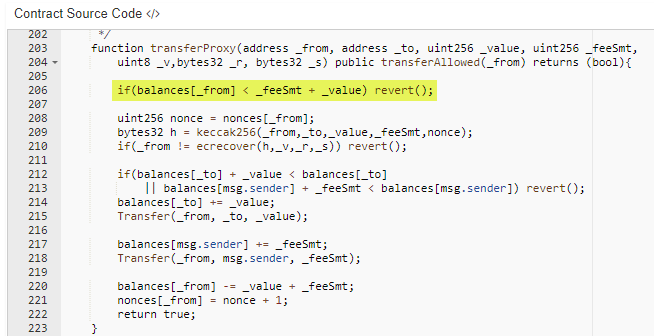 Contract Source Code </>
202 */
203 function transferProxy(address _from, address _to, uint256 _value, uint256 _feeSmt,
204 uint8 _v,bytes32 _r, bytes32 _s) public transferAllowed(_from) returns (bool){
205
206 if(balances[_from] < _feeSmt + _value) revert();
207
208 uint256 nonce = nonces[_from];
209 bytes32 h = keccak256(_from,_to,_value,_feeSmt,nonce);
210 if(_from != ecrecover(h,_v,_r,_s)) revert();
211
212 if(balances[_to] + _value < balances[_to]
213 || balances[msg.sender] + _feeSmt < balances[msg.sender]) revert();
214 balances[_to] += _value;
215 Transfer(_from, _to, _value);
216
217 balances[msg.sender] += _feeSmt;
218 Transfer(_from, msg.sender, _feeSmt);
219
220 balances[_from] -= _value + _feeSmt;
221 nonces[_from] = nonce + 1;
222 return true;
223 }